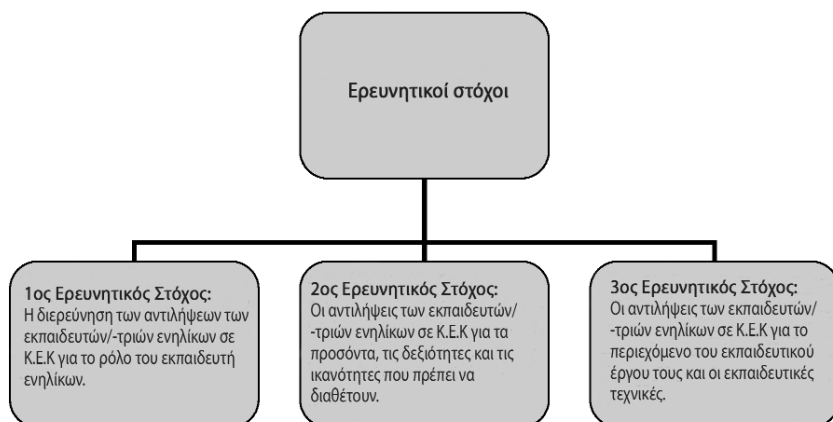 Ερευνητικοί στόχοι
1ος Ερευνητικός Στόχος:
Η διερεύνηση των αντιλήψεων των
εκπαιδευτών/-τριών ενηλίκων σε
Κ.Ε.Κ για το ρόλο του εκπαιδευτή
ενηλίκων.
2ος Ερευνητικός Στόχος:
Οι αντιλήψεις των εκπαιδευτών/
-τριών ενηλίκων σε Κ.Ε.Κ για τα
προσόντα, τις δεξιότητες και τις
ικανότητες που πρέπει να
διαθέτουν.
3ος Ερευνητικός Στόχος:
Οι αντιλήψεις των εκπαιδευτών/
-τριών ενηλίκων σε Κ.Ε.Κ για το
περιεχόμενο του εκπαιδευτικού
έργου τους και οι εκπαιδευτικές
τεχνικές.